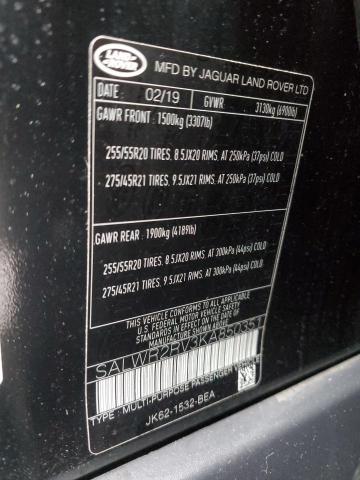 LAND-
ROVER
MFD BY JAGUAR LAND ROVER LTD
DATE : 02/19 GVWR 3130kg (6900lb)
GAWR FRONT : 1500kg (3307lb)
255/55R20 TIRES, 8.5JX20 RIMS, AT 250kPa (37psi) COLD
275/45R21 TIRES, 9.5JX21 RIMS, AT 250kPa (37psi) COLD
GAWR REAR : 1900kg (4189lb)
255/55R20 TIRES, 8.5JX20 RIMS, AT 300kPa (44psi) COLD
275/45R21 TIRES, 9.5JX21 RIMS, AT 300kPa (44psi) COLD
THIS VEHICLE CONFORMS TO ALL APPLICABLE
U.S. FEDERAL MOTOR VEHICLE SAFETY
STANDARDS IN EFFECT ON THE DATE OF
MANUFACTURE SHOWN ABOVE
SALWR2RV3KA850351
TYPE : MULTI-PURPOSE PASSENGER VEHICLE
JK62-1532-BEA